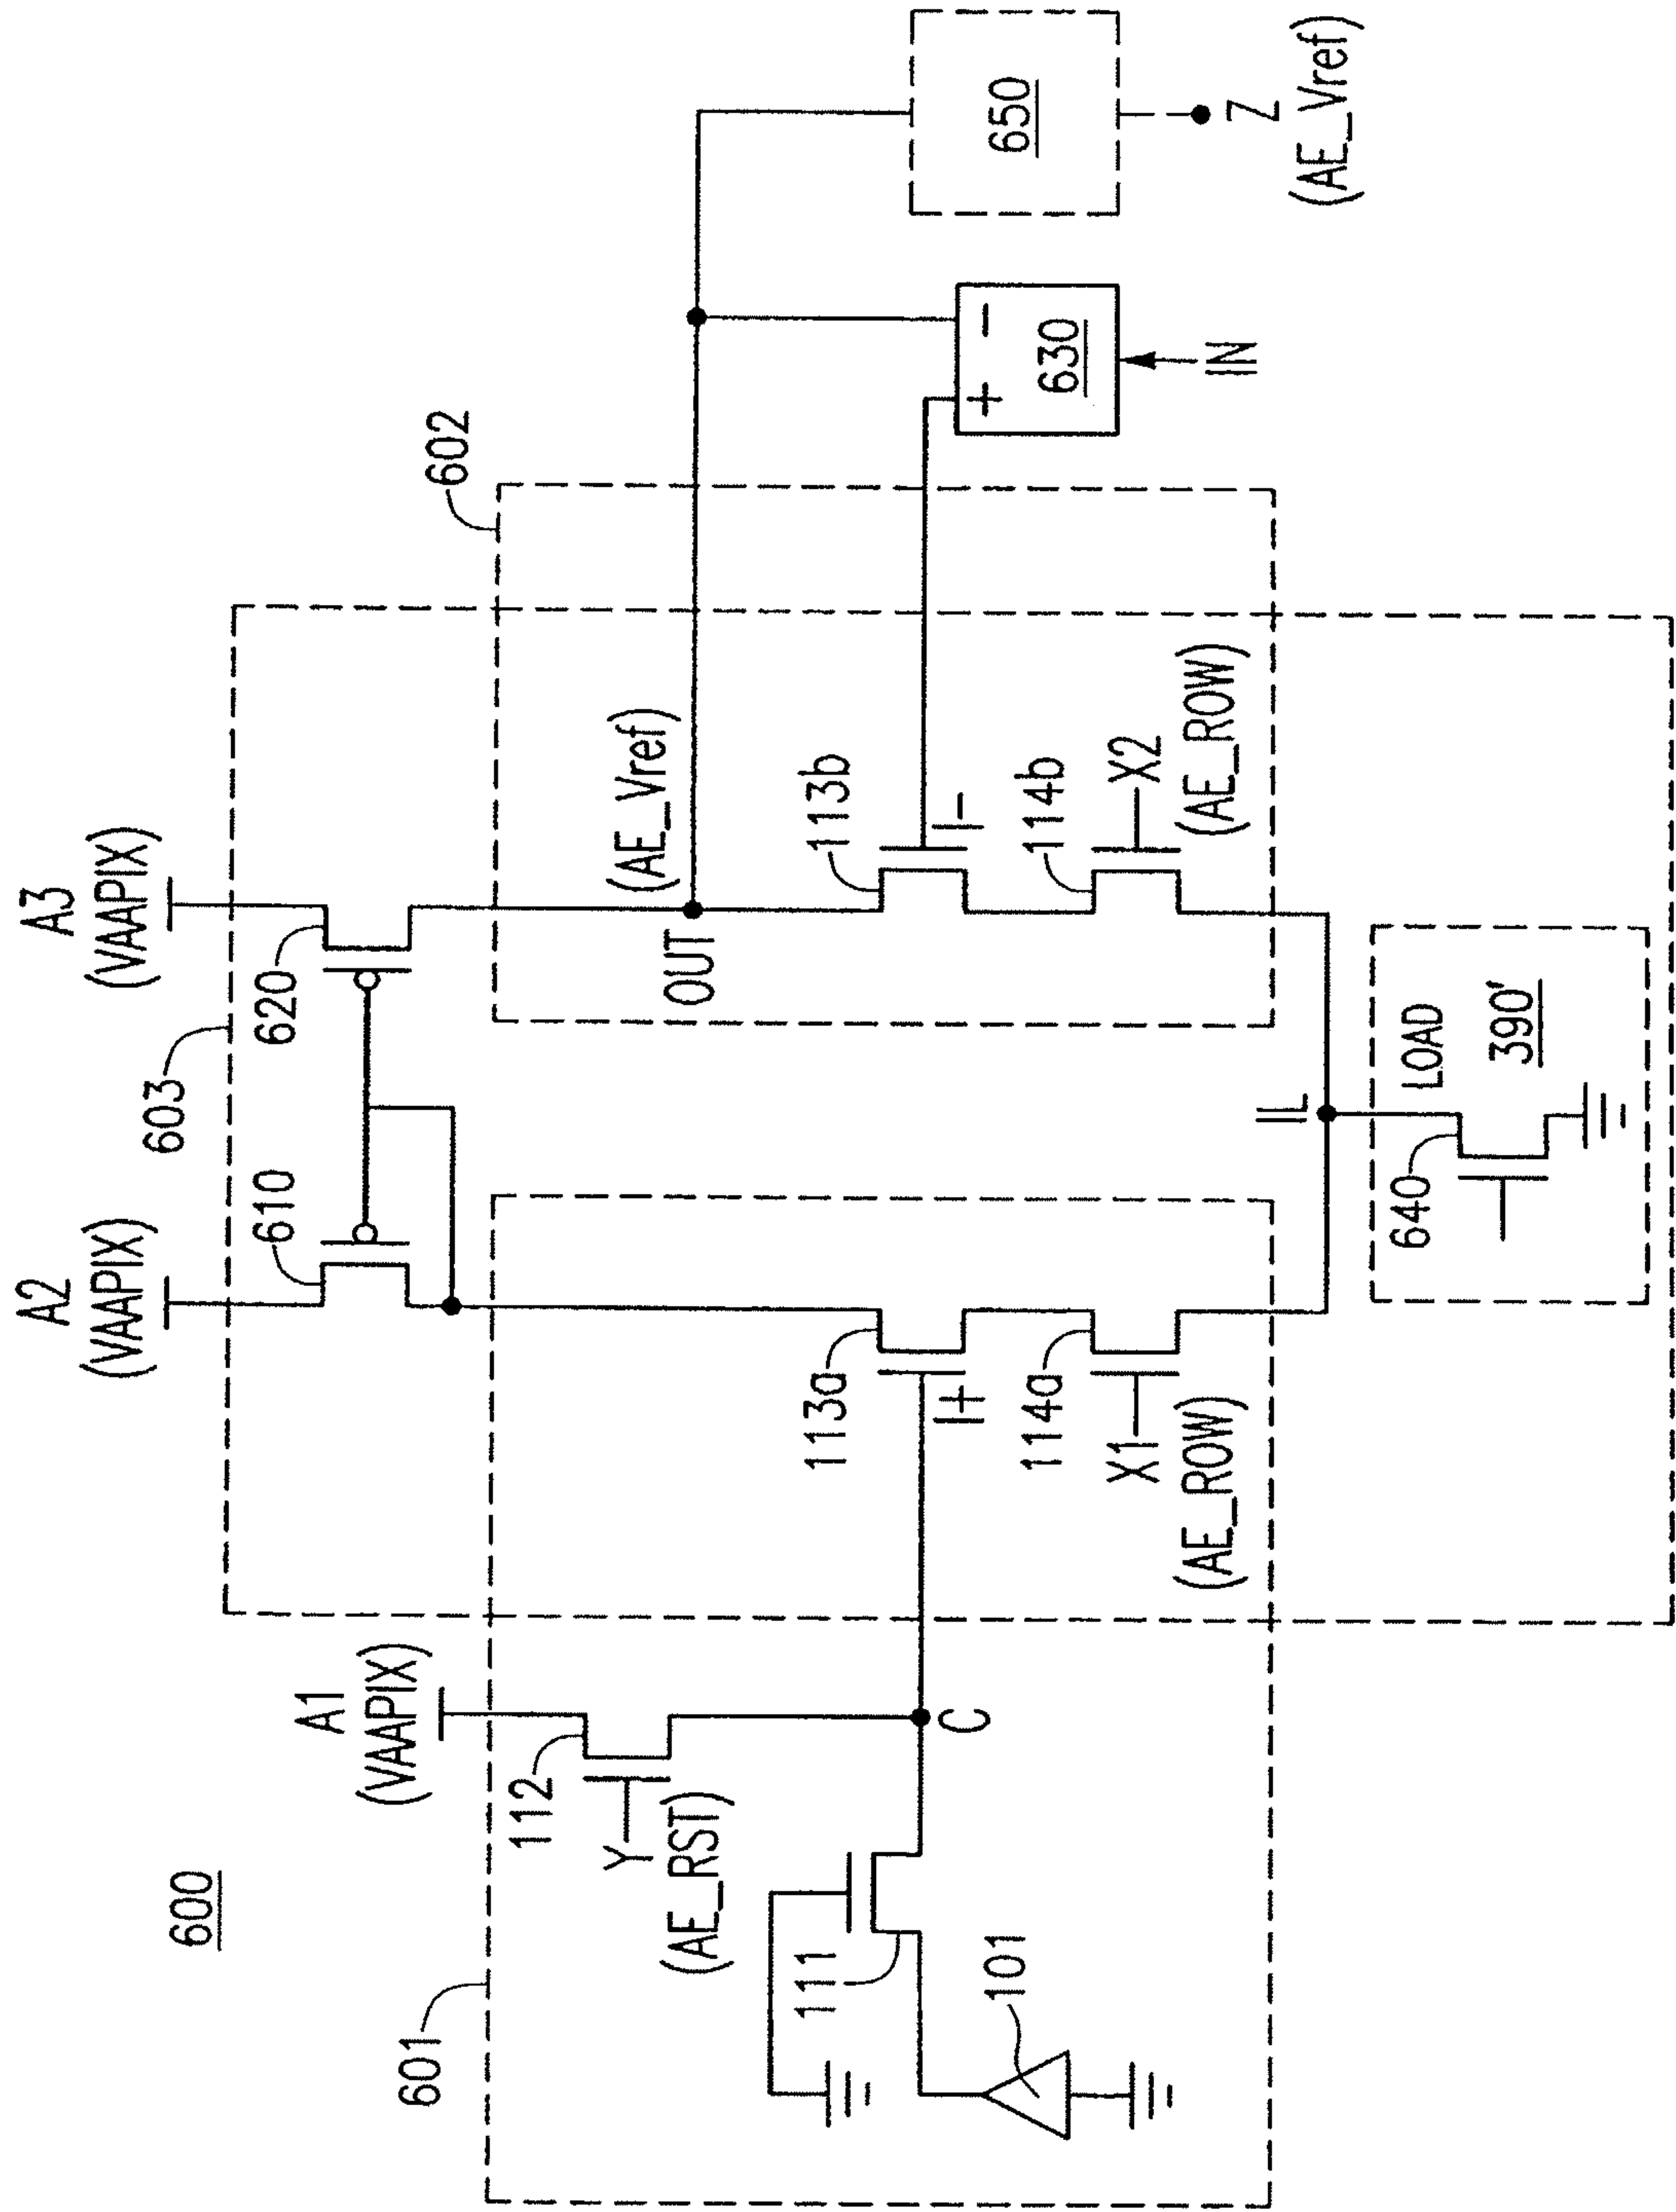 600
A1
(VAAPIX)
A2
(VAAPIX)
A3
(VAAPIX)
603
610
620
601
112
Y
(AE_RST)
111
101
C
602
(AE_Vref)
OUT
113a
I+
114a
X1
(AE_ROW)
113b
I-
114b
X2
(AE_ROW)
IL
LOAD
390'
640
+
-
630
IN
650
Z
(AE_Vref)